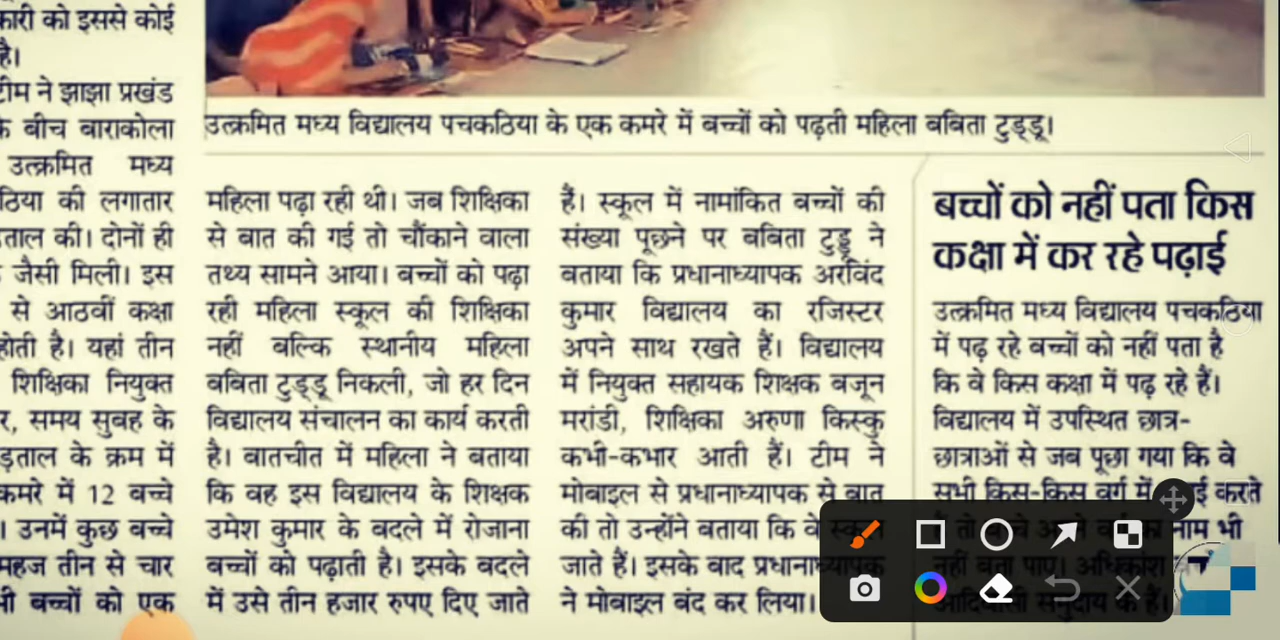 कारी को इससे कोई
है।
टीम ने झाझा प्रखंड
के बीच बाराकोला
उत्क्रमित मध्य
ठिया की लगातार
ताल की। दोनों ही
जैसी मिली। इस
से आठवीं कक्षा
होती है। यहां तीन
शिक्षिका नियुक्त
र, समय सुबह के
ड़ताल के क्रम में
कमरे में 12 बच्चे
। उनमें कुछ बच्चे
महज तीन से चार
भी बच्चों को एक
उत्क्रमित मध्य विद्यालय पचकठिया के एक कमरे में बच्चों को पढ़ती महिला बबिता टुड्डू।
महिला पढ़ा रही थी। जब शिक्षिका
से बात की गई तो चौंकाने वाला
तथ्य सामने आया। बच्चों को पढ़ा
रही महिला स्कूल की शिक्षिका
नहीं बल्कि स्थानीय महिला
बबिता टुड्डू निकली, जो हर दिन
विद्यालय संचालन का कार्य करती
है। बातचीत में महिला ने बताया
कि वह इस विद्यालय के शिक्षक
उमेश कुमार के बदले में रोजाना
बच्चों को पढ़ाती है। इसके बदले
में उसे तीन हजार रुपए दिए जाते
हैं। स्कूल में नामांकित बच्चों की
संख्या पूछने पर बबिता टुड्डू ने
बताया कि प्रधानाध्यापक अरविंद
कुमार विद्यालय का रजिस्टर
अपने साथ रखते हैं। विद्यालय
में नियुक्त सहायक शिक्षक बजून
मरांडी, शिक्षिका अरुणा किस्कु
कभी-कभार आती हैं। टीम ने
मोबाइल से प्रधानाध्यापक से बात
की तो उन्होंने बताया कि वे स्कूल
जाते हैं। इसके बाद प्रधानाध्यापक
ने मोबाइल बंद कर लिया।
बच्चों को नहीं पता किस
कक्षा में कर रहे पढ़ाई
उत्क्रमित मध्य विद्यालय पचकठिया
में पढ़ रहे बच्चों को नहीं पता है
कि वे किस कक्षा में पढ़ रहे हैं।
विद्यालय में उपस्थित छात्र-
छात्राओं से जब पूछा गया कि वे
सभी किस-किस वर्ग में करते
नाम भी
नहीं बता पाए। अधिकांश
आदिवासी समुदाय के हैं।